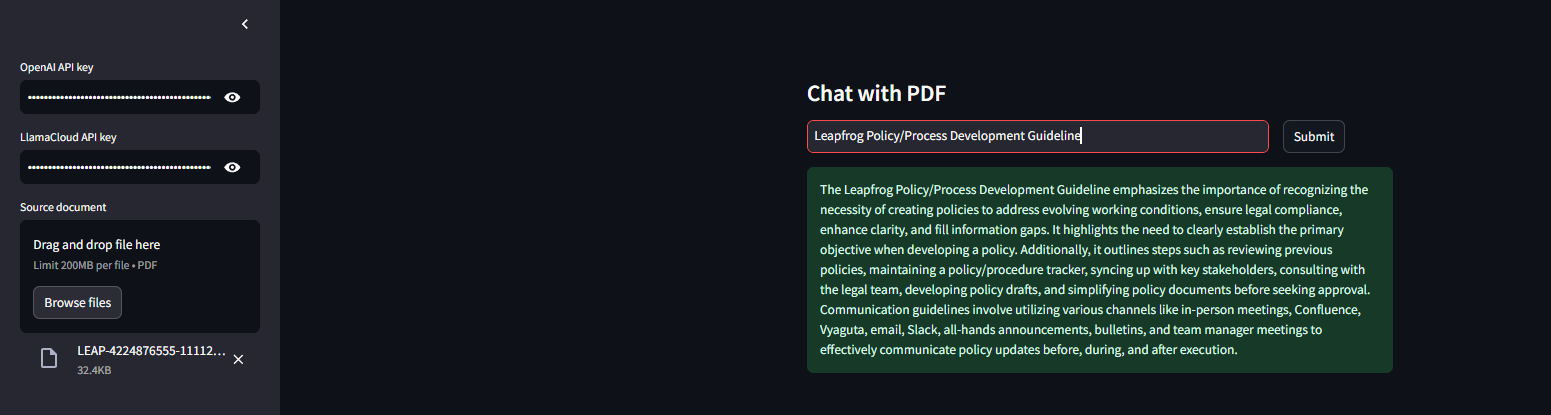 OpenAI API key
LlamaCloud API key
Source document
Drag and drop file here
Limit 200MB per file • PDF
Browse files
LEAP-4224876555-11112...
32.4KB
Chat with PDF
Leapfrog Policy/Process Development Guideline
Submit
The Leapfrog Policy/Process Development Guideline emphasizes the importance of recognizing the
necessity of creating policies to address evolving working conditions, ensure legal compliance,
enhance clarity, and fill information gaps. It highlights the need to clearly establish the primary
objective when developing a policy. Additionally, it outlines steps such as reviewing previous
policies, maintaining a policy/procedure tracker, syncing up with key stakeholders, consulting with
the legal team, developing policy drafts, and simplifying policy documents before seeking approval.
Communication guidelines involve utilizing various channels like in-person meetings, Confluence,
Vyaguta, email, Slack, all-hands announcements, bulletins, and team manager meetings to
effectively communicate policy updates before, during, and after execution.